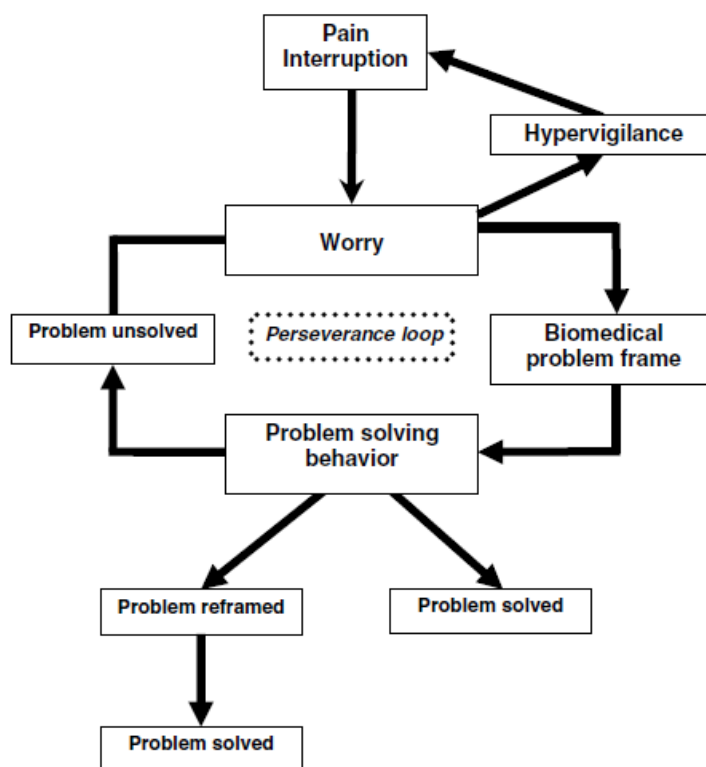 Pain
Interruption
Hypervigilance
Worry
Problem unsolved
Perseverance loop
Biomedical
problem frame
Problem solving
behavior
Problem reframed
Problem solved
Problem solved